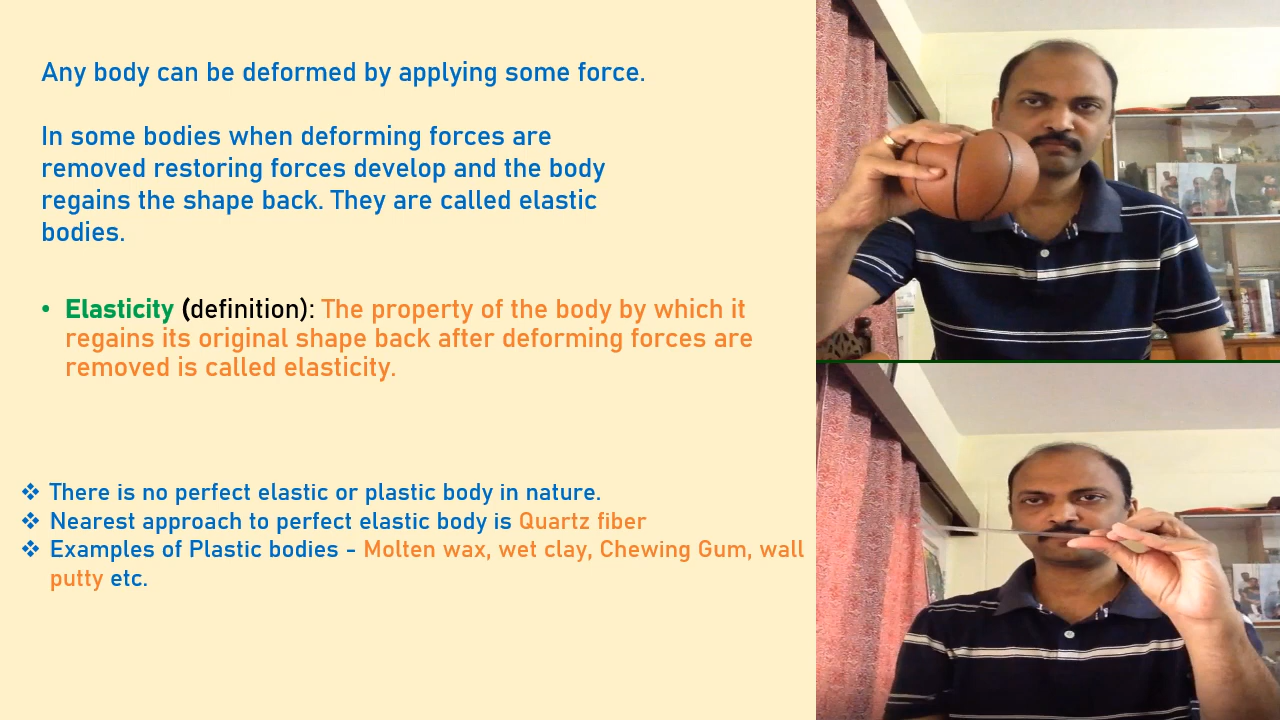 Any body can be deformed by applying some force.
In some bodies when deforming forces are
removed restoring forces develop and the body
regains the shape back. They are called elastic
bodies.
• Elasticity (definition): The property of the body by which it
regains its original shape back after deforming forces are
removed is called elasticity.
❖ There is no perfect elastic or plastic body in nature.
❖ Nearest approach to perfect elastic body is Quartz fiber
❖ Examples of Plastic bodies - Molten wax, wet clay, Chewing Gum, wall
putty etc.